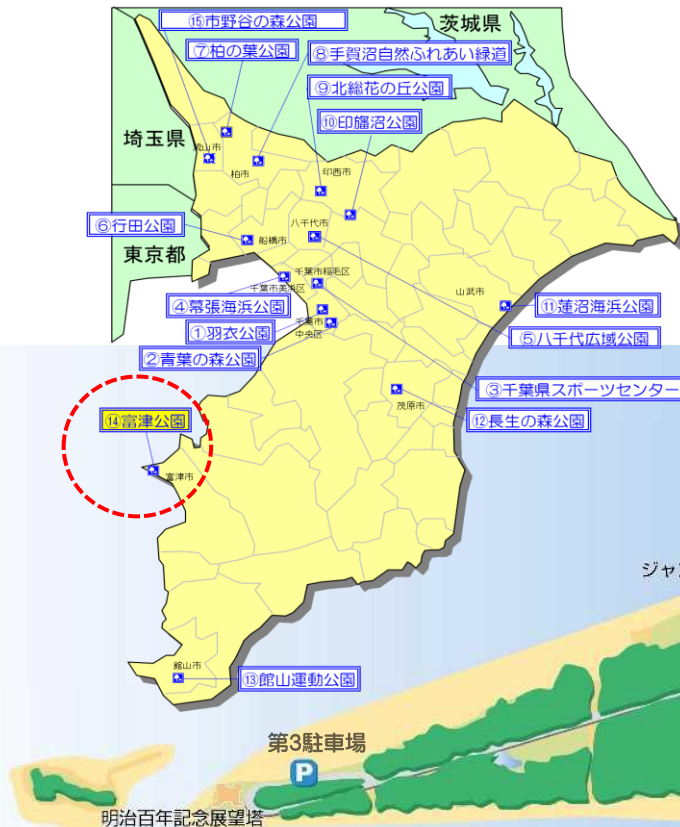 ⑮市野谷の森公園
茨城県
⑦柏の葉公園
⑧手賀沼自然ふれあい緑道
⑨北総花の丘公園
⑩印旛沼公園
埼玉県
流山市
柏市
印西市
⑥行田公園
八千代市
船橋市
東京都
千葉市稲毛区
千葉市美浜区
山武市
④幕張海浜公園
⑪蓮沼海浜公園
①羽衣公園
千葉市
中央区
⑤八千代広域公園
②青葉の森公園
③千葉県スポーツセンター
茂原市
⑭富津公園
⑫長生の森公園
富津市
ジャ
館山市
⑬館山運動公園
第3駐車場
P
明治百年記念展望塔